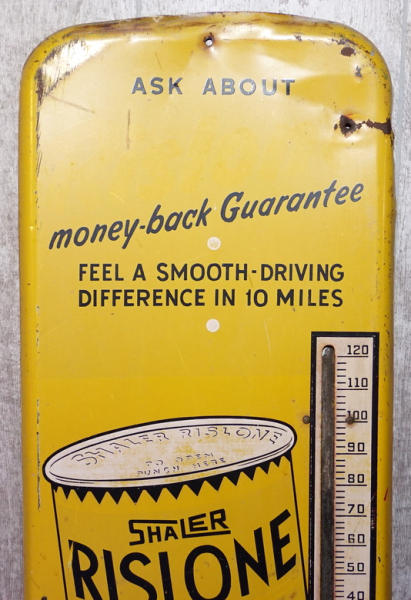 ASK ABOUT
money-back Guarantee
FEEL A SMOOTH-DRIVING
DIFFERENCE IN 10 MILES
SHALER RISLONE
TO OPEN
PUNCH HERE
SHALER
RISLONE
120
110
100
90
80
70
60
50
40